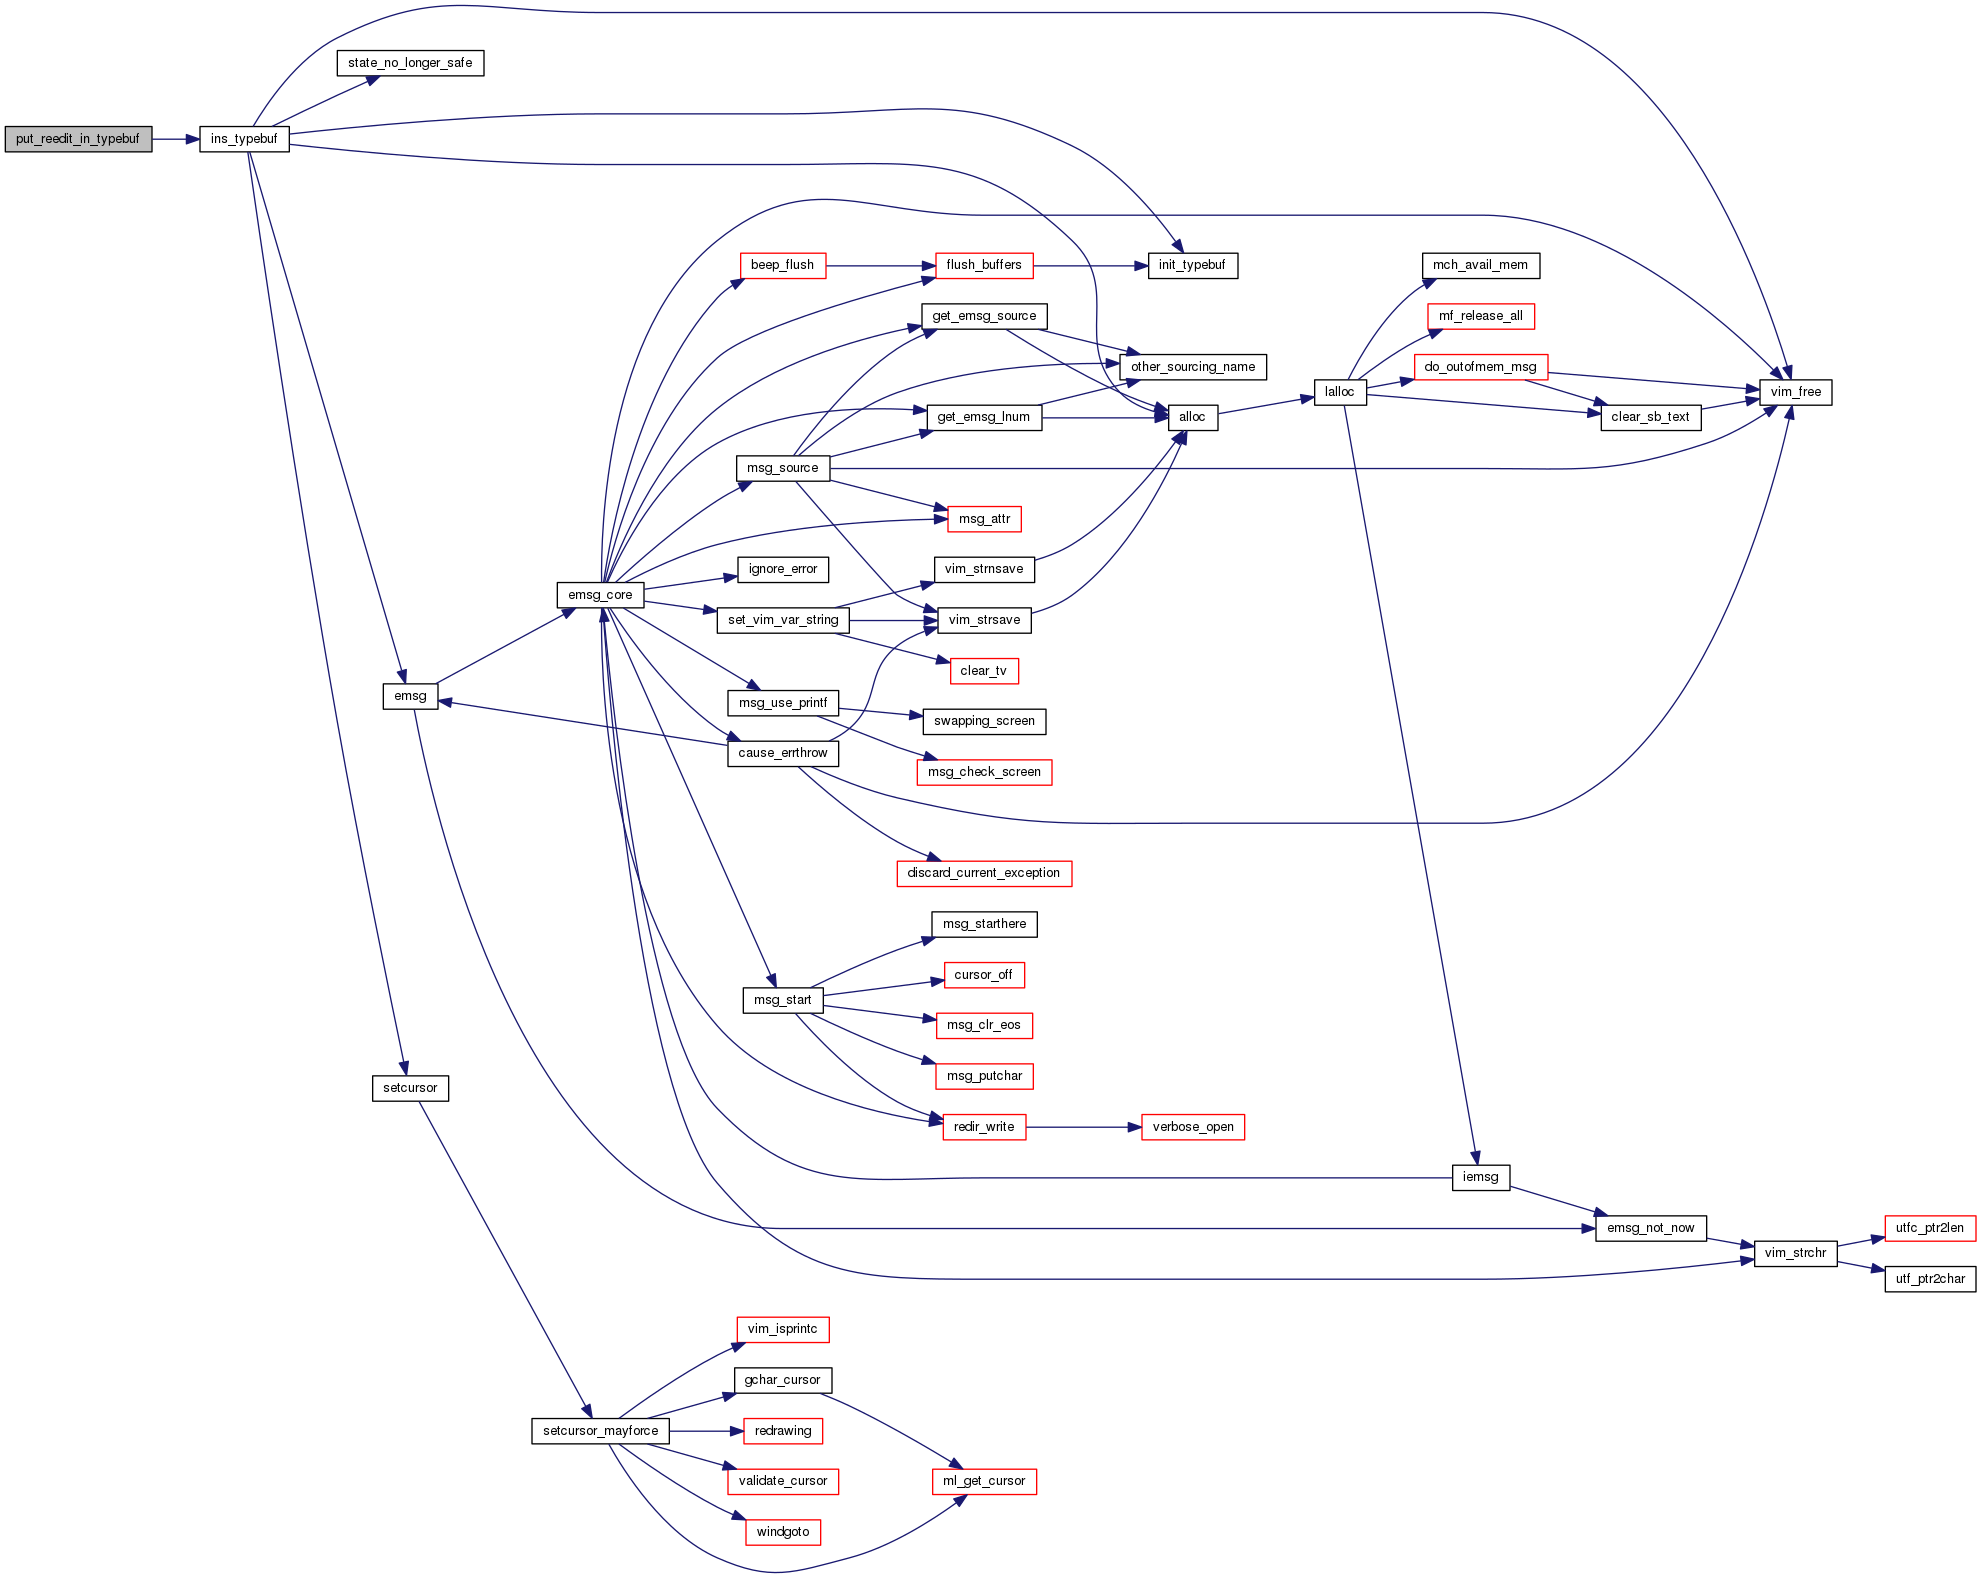 put_reedit_in_typebuf
ins_typebuf
state_no_longer_safe
emsg
setcursor
emsg_core
setcursor_mayforce
beep_flush
msg_source
ignore_error
set_vim_var_string
msg_use_printf
cause_errthrow
msg_start
vim_isprintc
gchar_cursor
redrawing
validate_cursor
windgoto
flush_buffers
get_emsg_source
get_emsg_lnum
msg_attr
vim_strnsave
vim_strsave
clear_tv
swapping_screen
msg_check_screen
discard_current_exception
msg_starthere
cursor_off
msg_clr_eos
msg_putchar
redir_write
ml_get_cursor
init_typebuf
other_sourcing_name
alloc
verbose_open
lalloc
mch_avail_mem
mf_release_all
do_outofmem_msg
iemsg
clear_sb_text
emsg_not_now
vim_free
vim_strchr
utfc_ptr2len
utf_ptr2char